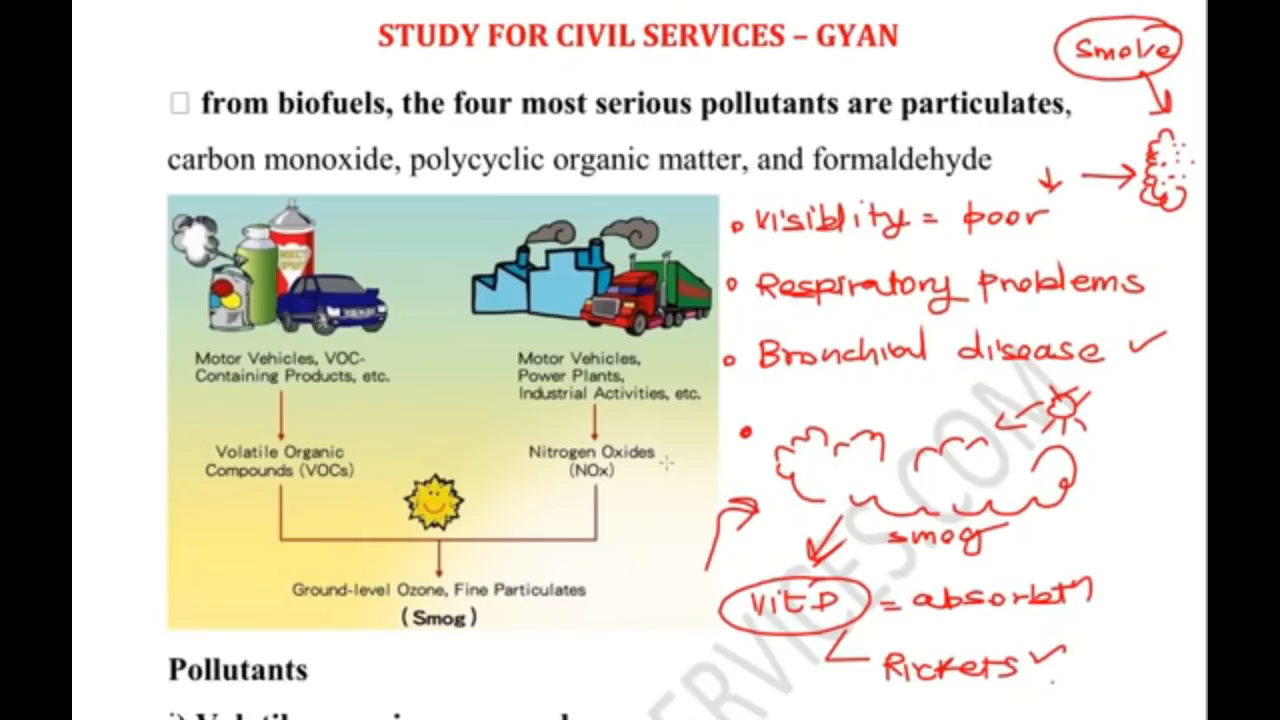 STUDY FOR CIVIL SERVICES – GYAN
Smoke
from biofuels, the four most serious pollutants are particulates,
carbon monoxide, polycyclic organic matter, and formaldehyde
Visiblity = poor
Respiratory problems
Bronchial disease
Motor Vehicles, VOC-
Containing Products, etc.
Motor Vehicles,
Power Plants,
Industrial Activities, etc.
Volatile Organic
Compounds (VOCs)
Nitrogen Oxides
(NOx)
smog
Ground-level Ozone, Fine Particulates
(Smog)
Vit D = absorbtn
Rickets
Pollutants